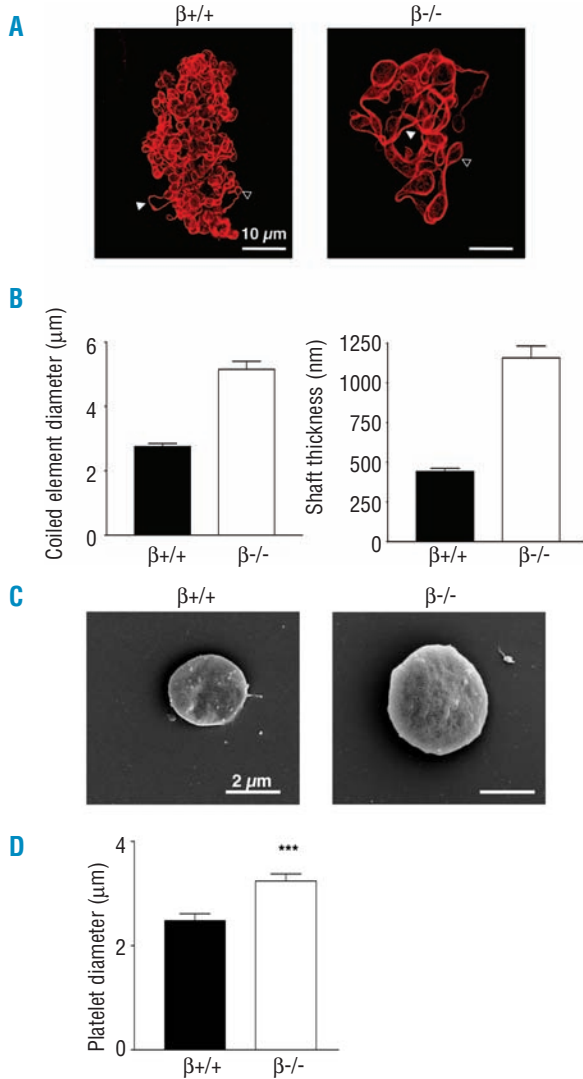 A
β+/+
β-/-
10 µm
B
Coiled element diameter (µm)
6
4
2
0
β+/+
β-/-
Shaft thickness (nm)
1250
1000
750
500
250
0
β+/+
β-/-
C
β+/+
β-/-
2 µm
D
Platelet diameter (µm)
4
2
0
***
β+/+
β-/-